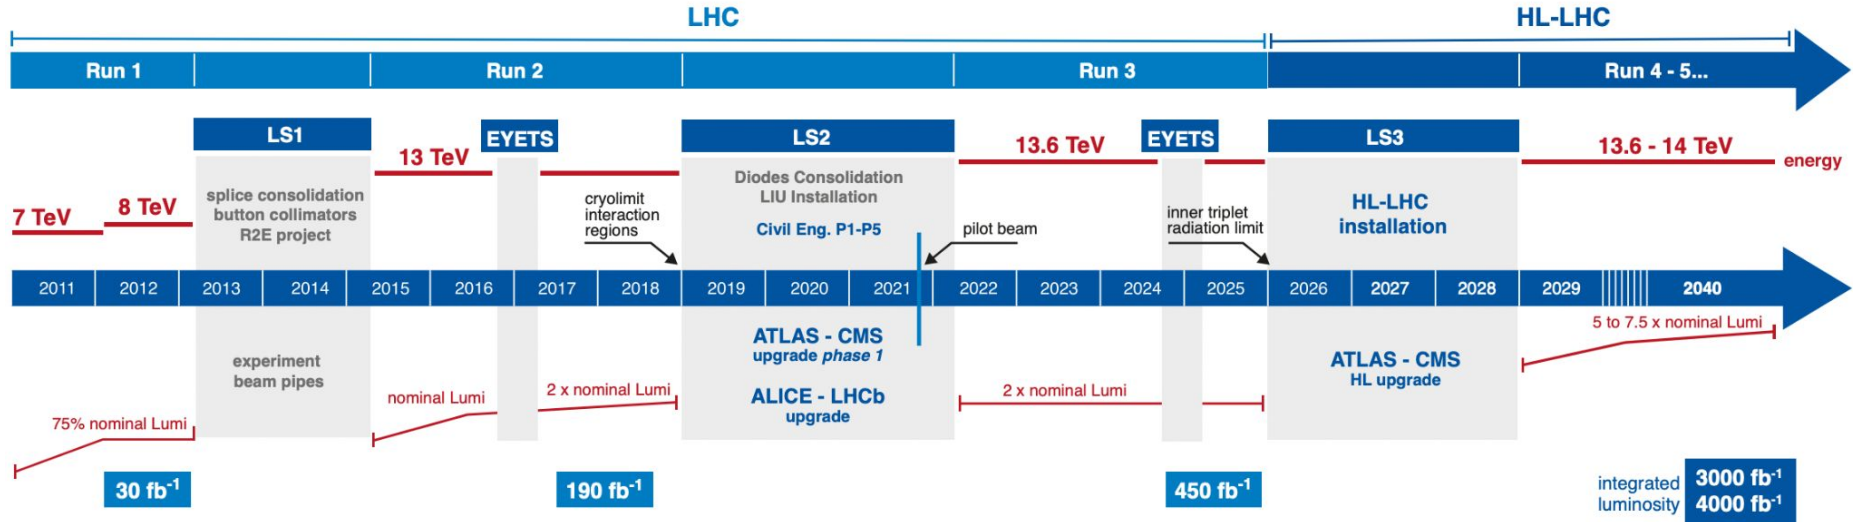 LHC
HL-LHC
Run 1
Run 2
Run 3
Run 4 - 5...
LS1
EYETS
LS2
EYETS
LS3
7 TeV
8 TeV
13 TeV
13.6 TeV
13.6 - 14 TeV
energy
splice consolidation
button collimators
R2E project
cryolimit
interaction
regions
Diodes Consolidation
LIU Installation
Civil Eng. P1-P5
pilot beam
inner triplet
radiation limit
HL-LHC
installation
2011
2012
2013
2014
2015
2016
2017
2018
2019
2020
2021
2022
2023
2024
2025
2026
2027
2028
2029
2040
experiment
beam pipes
ATLAS - CMS
upgrade phase 1
ALICE - LHCb
upgrade
ATLAS - CMS
HL upgrade
75% nominal Lumi
nominal Lumi
2 x nominal Lumi
2 x nominal Lumi
5 to 7.5 x nominal Lumi
30 fb⁻¹
190 fb⁻¹
450 fb⁻¹
integrated
luminosity
3000 fb⁻¹
4000 fb⁻¹